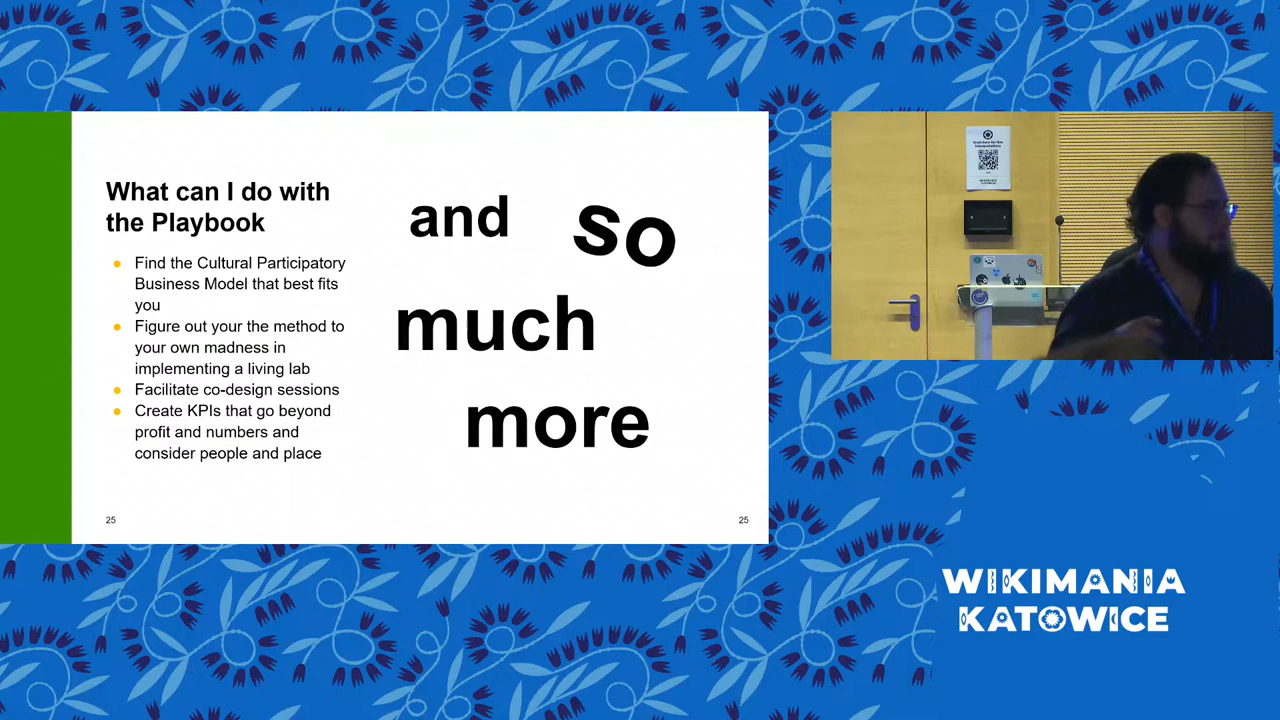 What can I do with
the Playbook
Find the Cultural Participatory
Business Model that best fits
you
Figure out your the method to
your own madness in
implementing a living lab
Facilitate co-design sessions
Create KPIs that go beyond
profit and numbers and
consider people and place
and so
much
more
25
25
WIKIMANIA
KATOWICE